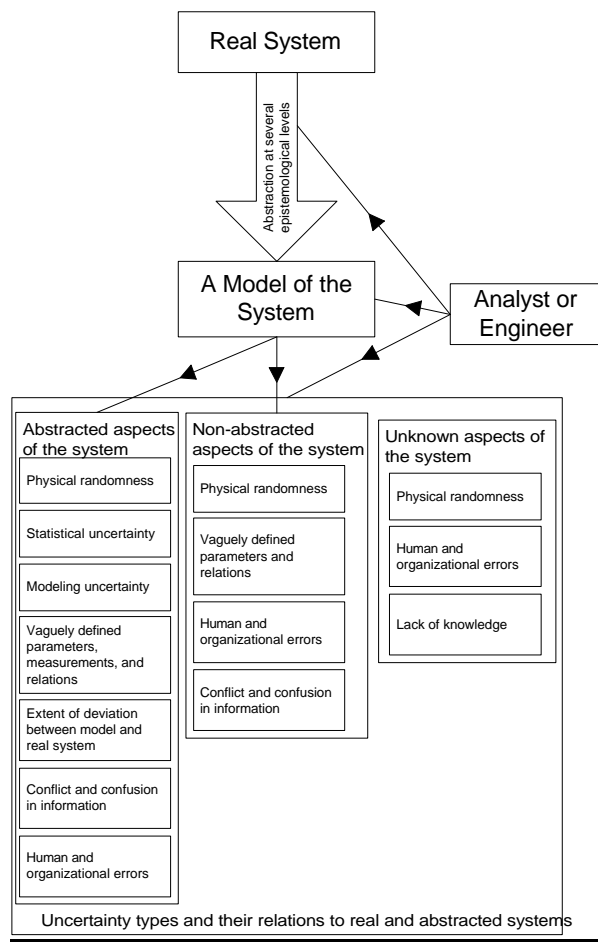 Real System
Abstraction at several
epistemological levels
A Model of the
System
Analyst or
Engineer
Abstracted aspects
of the system
Physical randomness
Statistical uncertainty
Modeling uncertainty
Vaguely defined
parameters,
measurements, and
relations
Extent of deviation
between model and
real system
Conflict and confusion
in information
Human and
organizational errors
Non-abstracted
aspects of the system
Physical randomness
Vaguely defined
parameters and
relations
Human and
organizational errors
Conflict and confusion
in information
Unknown aspects of
the system
Physical randomness
Human and
organizational errors
Lack of knowledge
Uncertainty types and their relations to real and abstracted systems